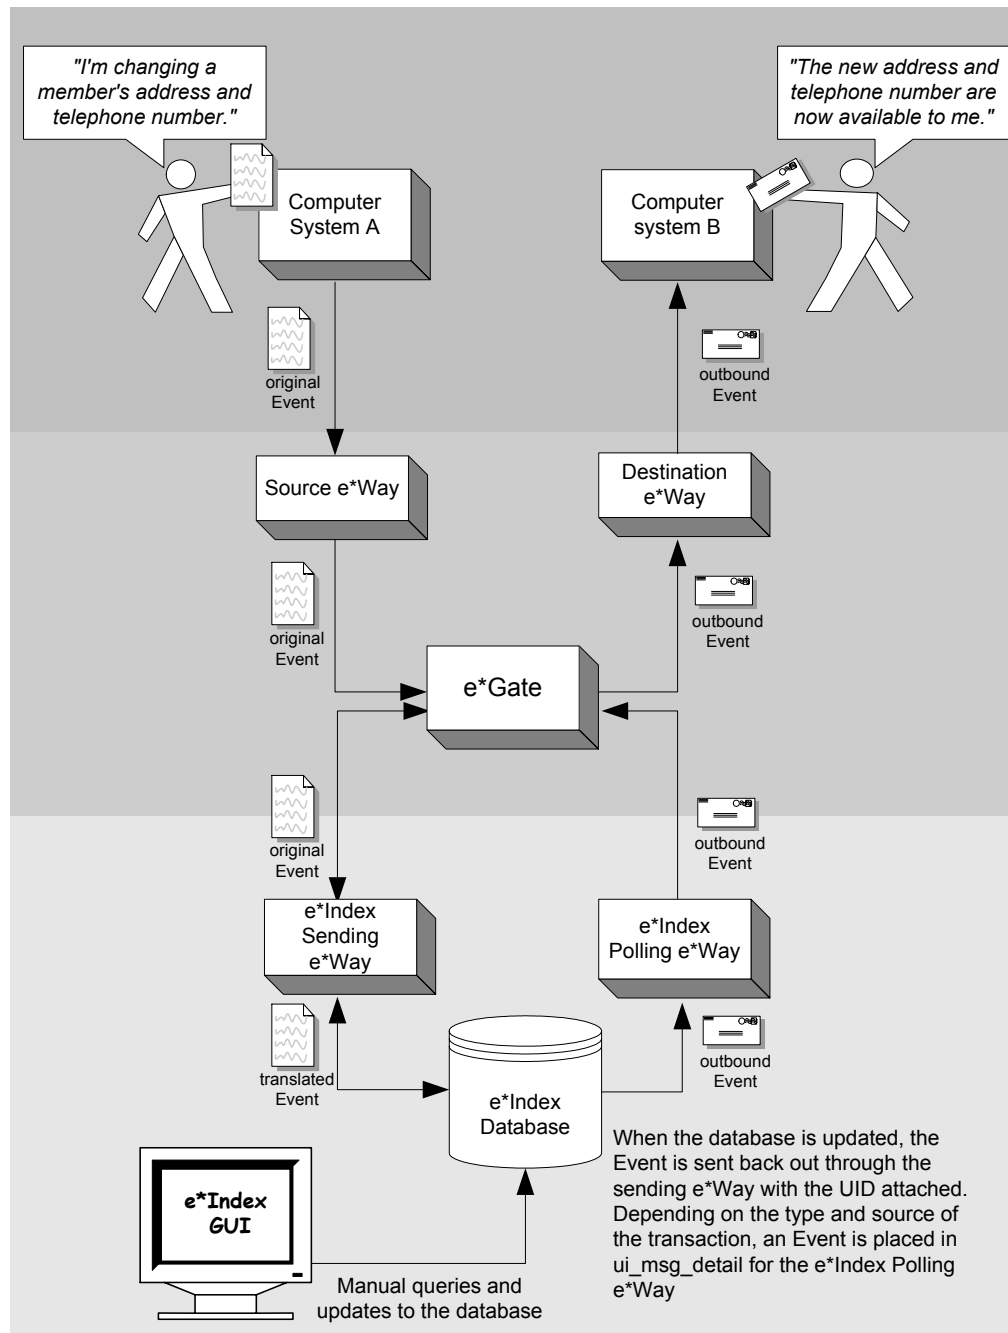 "I'm changing a
member's address and
telephone number."
"The new address and
telephone number are
now available to me."
Computer
System A
Computer
system B
original
Event
outbound
Event
Source e*Way
Destination
e*Way
original
Event
outbound
Event
e*Gate
original
Event
outbound
Event
e*Index
Sending
e*Way
e*Index
Polling e*Way
translated
Event
outbound
Event
e*Index
Database
When the database is updated, the
Event is sent back out through the
sending e*Way with the UID attached.
Depending on the type and source of
the transaction, an Event is placed in
ui_msg_detail for the e*Index Polling
e*Way
e*Index
GUI
Manual queries and
updates to the database